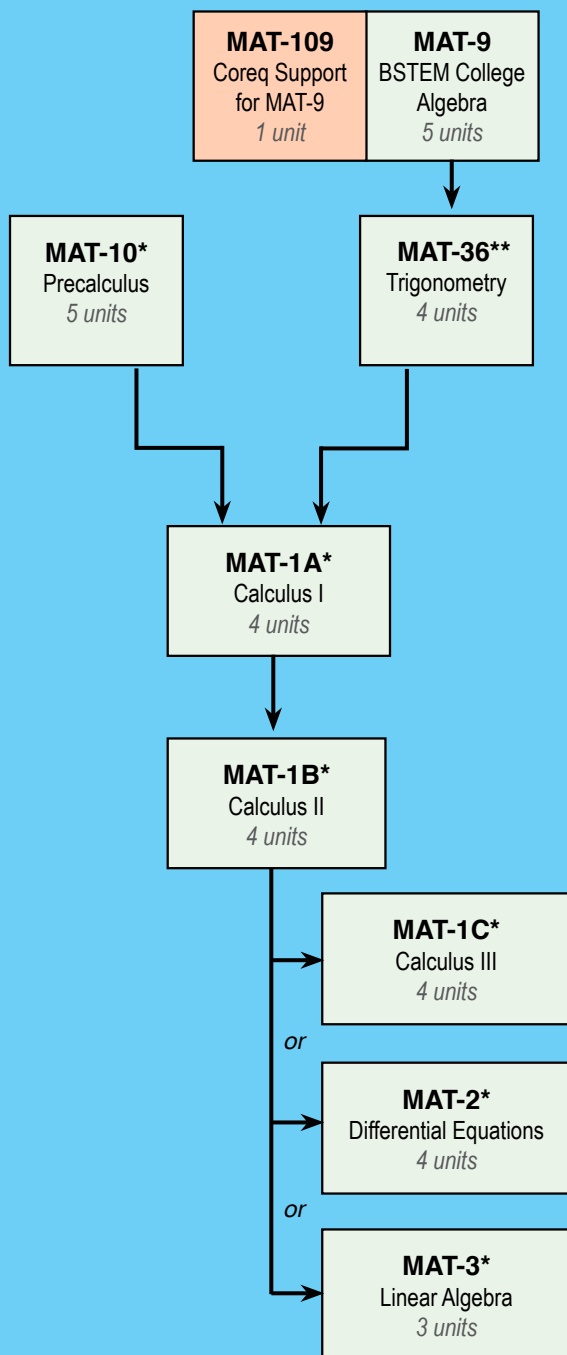 MAT-109
Coreq Support
for MAT-9
1 unit
MAT-9
BSTEM College
Algebra
5 units
MAT-10*
Precalculus
5 units
MAT-36**
Trigonometry
4 units
MAT-1A*
Calculus I
4 units
MAT-1B*
Calculus II
4 units
MAT-1C*
Calculus III
4 units
or
MAT-2*
Differential Equations
4 units
or
MAT-3*
Linear Algebra
3 units